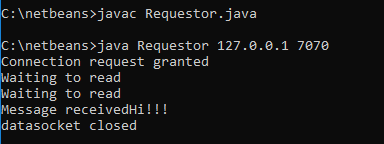 C:\netbeans>javac Requestor.java
C:\netbeans>java Requestor 127.0.0.1 7070
Connection request granted
Waiting to read
Waiting to read
Message receivedHi!!!
datasocket closed